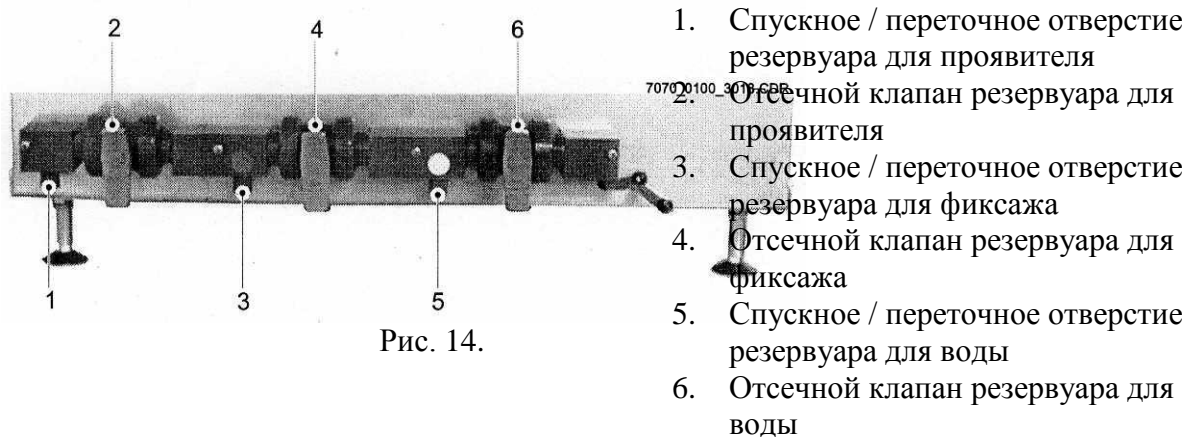 2 4 6
7070_0100_3013.CDR
1 3 5
Рис. 14.
1. Спускное / переточное отверстие
резервуара для проявителя
2. Отсечной клапан резервуара для
проявителя
3. Спускное / переточное отверстие
резервуара для фиксажа
4. Отсечной клапан резервуара для
фиксажа
5. Спускное / переточное отверстие
резервуара для воды
6. Отсечной клапан резервуара для
воды